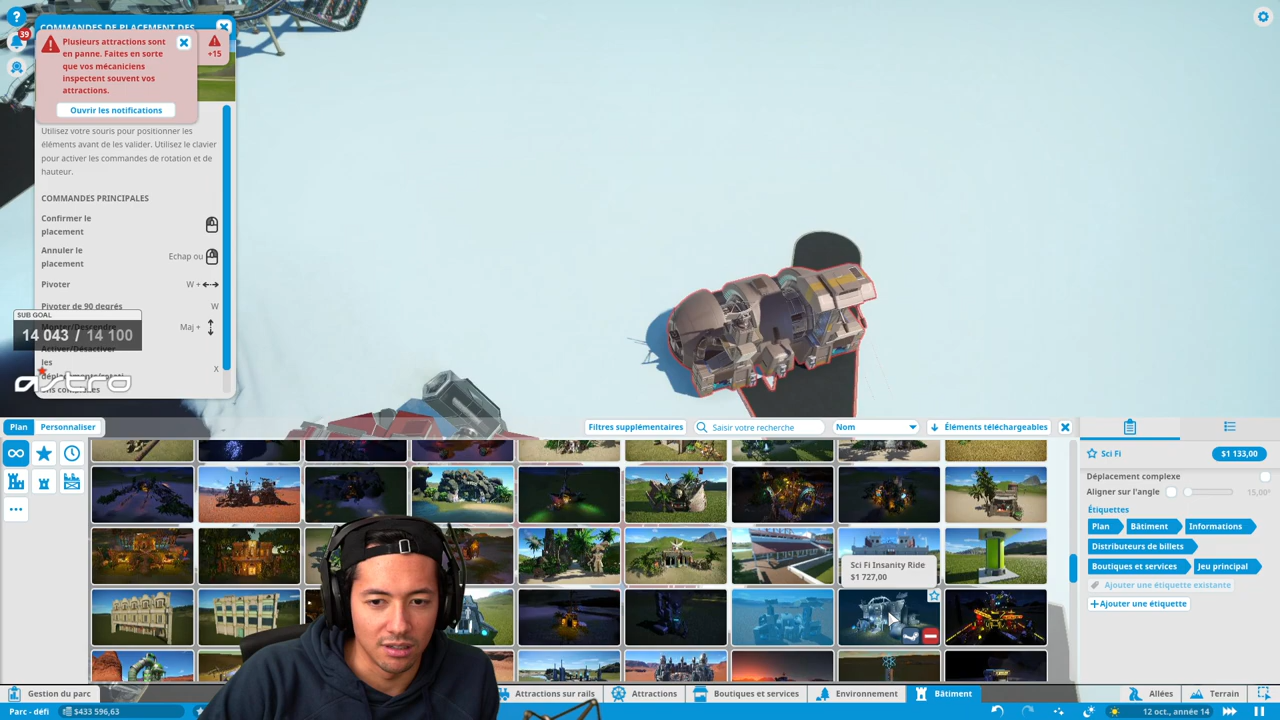 ?
39
COMMANDES DE PLACEMENT DES
Plusieurs attractions sont
en panne. Faites en sorte
que vos mécaniciens
inspectent souvent vos
attractions.
+15
Ouvrir les notifications
Utilisez votre souris pour positionner les
éléments avant de les valider. Utilisez le clavier
pour activer les commandes de rotation et de
hauteur.
COMMANDES PRINCIPALES
Confirmer le
placement
Annuler le
placement
Echap ou
Pivoter
W +
Pivoter de 90 degrés
W
SUB GOAL
14 043 / 14 100
Monter/Descendre
Maj +
Activer/Désactiver
les
X
astro
Plan
Personnaliser
Filtres supplémentaires
Saisir votre recherche
Nom
Éléments téléchargeables
Sci Fi
$1 133,00
Déplacement complexe
Aligner sur l'angle
15,00°
Étiquettes
Plan
Bâtiment
Informations
Distributeurs de billets
Boutiques et services
Jeu principal
Ajouter une étiquette existante
+Ajouter une étiquette
Sci Fi Insanity Ride
$1 727,00
Gestion du parc
Attractions sur rails
Attractions
Boutiques et services
Environnement
Bâtiment
Allées
Terrain
Parc - défi
$433 596,63
12 oct., année 14